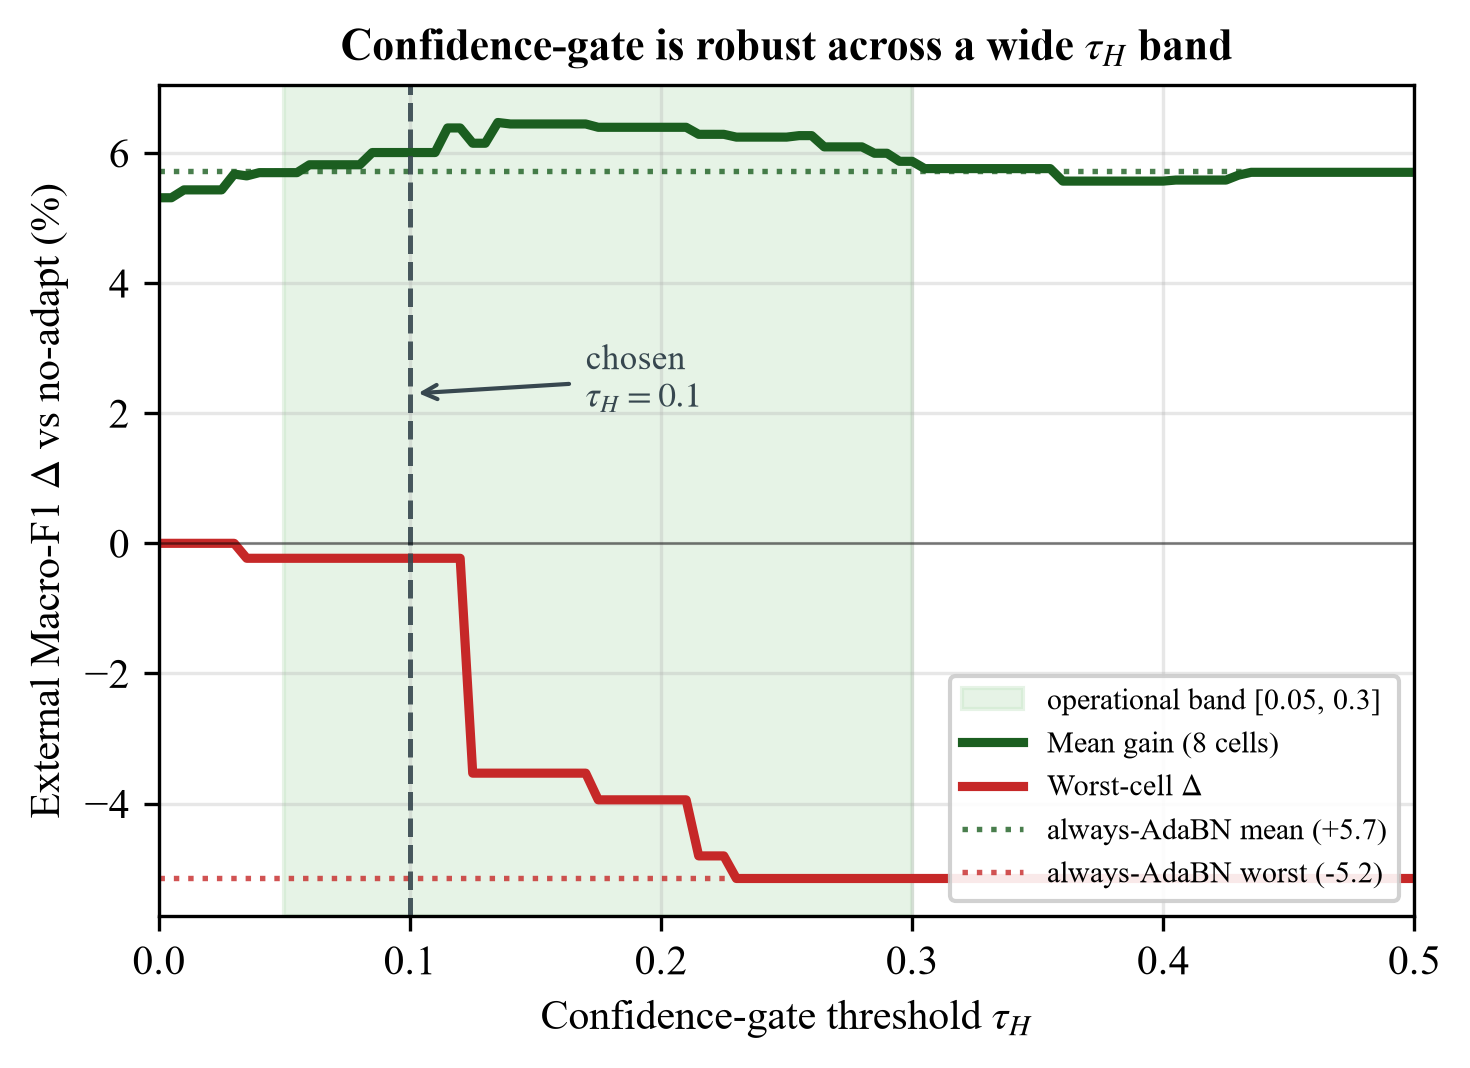 Confidence-gate is robust across a wide τ_H band
External Macro-F1 Δ vs no-adapt (%)
6
4
2
0
−2
−4
chosen
τ_H = 0.1
operational band [0.05, 0.3]
Mean gain (8 cells)
Worst-cell Δ
always-AdaBN mean (+5.7)
always-AdaBN worst (-5.2)
0.0 0.1 0.2 0.3 0.4 0.5
Confidence-gate threshold τ_H